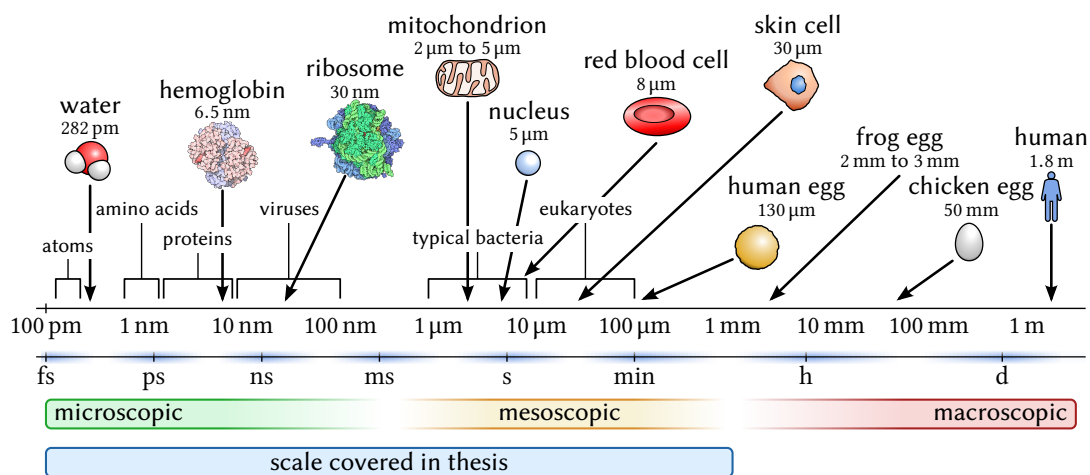 water
282 pm
hemoglobin
6.5 nm
ribosome
30 nm
mitochondrion
2 µm to 5 µm
nucleus
5 µm
red blood cell
8 µm
skin cell
30 µm
human egg
130 µm
frog egg
2 mm to 3 mm
chicken egg
50 mm
human
1.8 m
atoms
amino acids
proteins
viruses
typical bacteria
eukaryotes
100 pm 1 nm 10 nm 100 nm 1 µm 10 µm 100 µm 1 mm 10 mm 100 mm 1 m
fs ps ns ms s min h d
microscopic mesoscopic macroscopic
scale covered in thesis